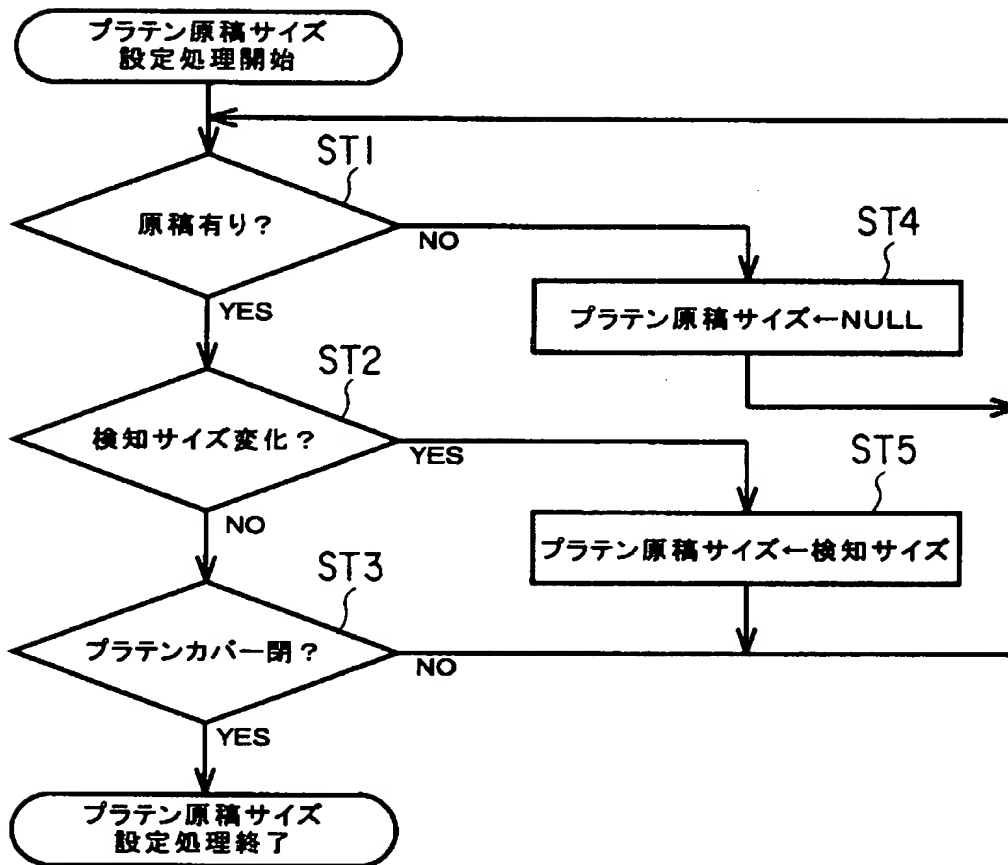 プラテン原稿サイズ
設定処理開始
ST1
原稿有り?
NO
YES
ST4
プラテン原稿サイズ←NULL
ST2
検知サイズ変化?
YES
NO
ST5
プラテン原稿サイズ←検知サイズ
ST3
プラテンカバー閉?
NO
YES
プラテン原稿サイズ
設定処理終了